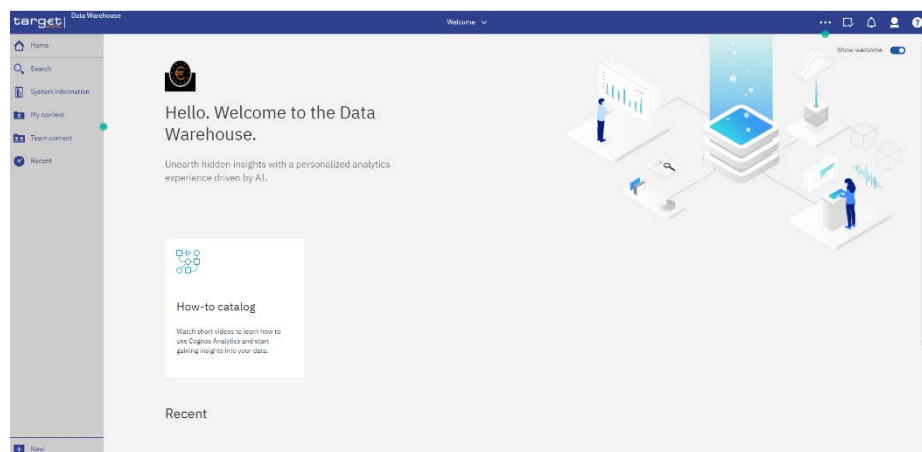 target| Data Warehouse
Welcome
Show welcome
Home
Search
System information
My content
Team content
Recent
Hello. Welcome to the Data
Warehouse.
Unearth hidden insights with a personalized analytics
experience driven by AI.
How-to catalog
Watch short videos to learn how to
use Cognos Analytics and start
gaining insights into your data.
Recent
New